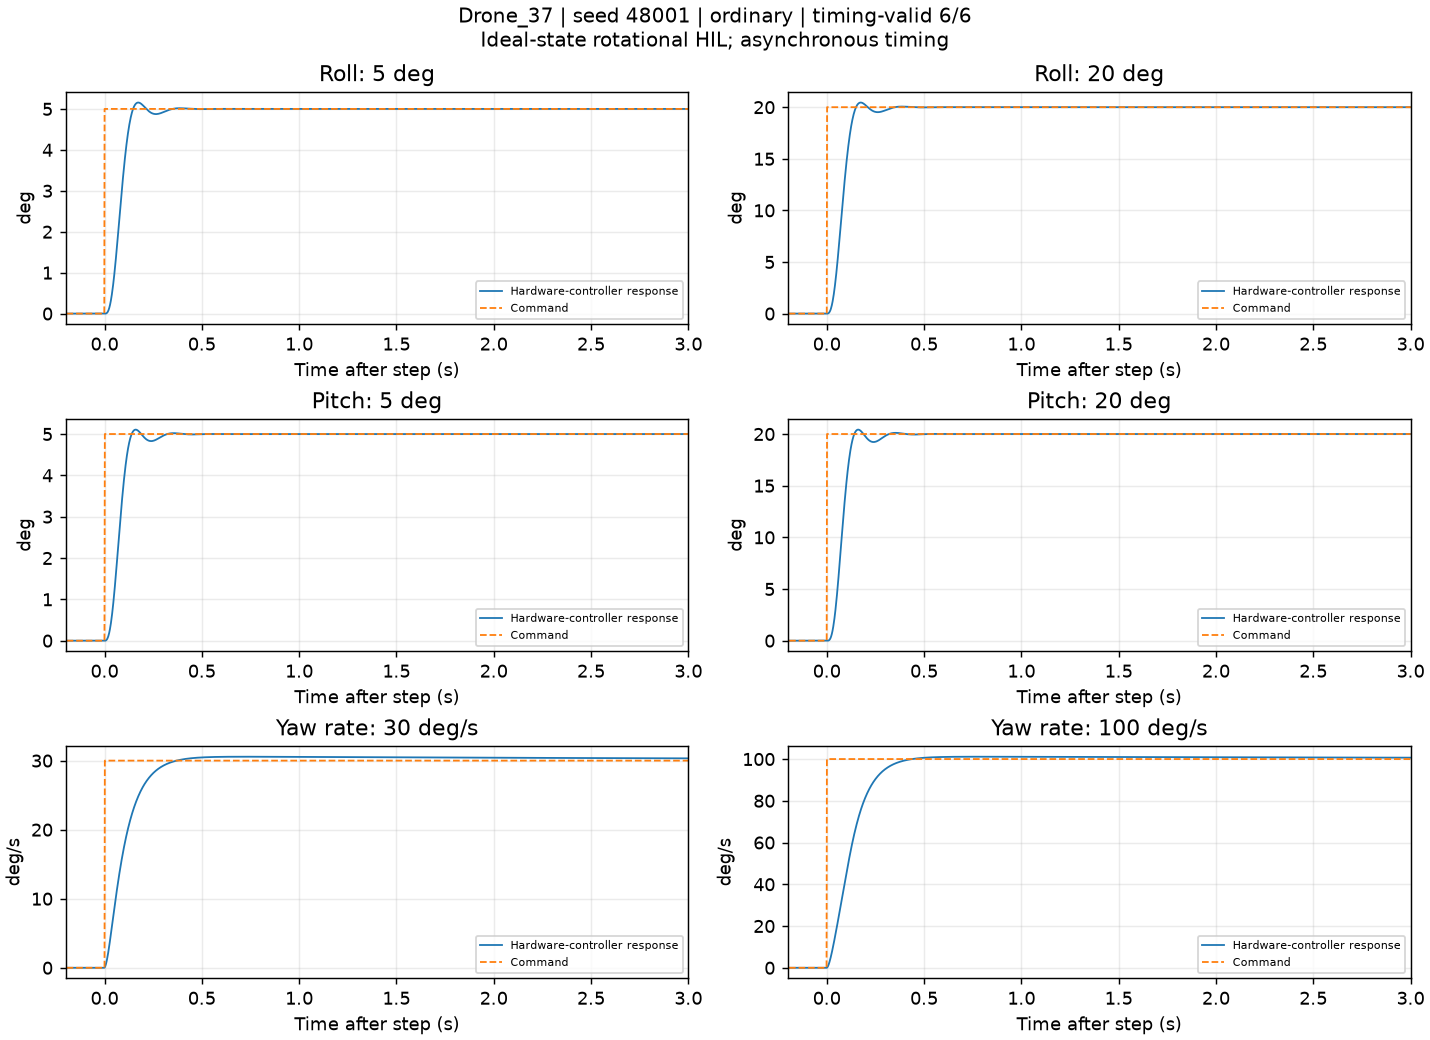 Drone_37 | seed 48001 | ordinary | timing-valid 6/6
Ideal-state rotational HIL; asynchronous timing
Roll: 5 deg
deg
5
4
3
2
1
0
Hardware-controller response
Command
0.0 0.5 1.0 1.5 2.0 2.5 3.0
Time after step (s)
Roll: 20 deg
deg
20
15
10
5
0
Hardware-controller response
Command
0.0 0.5 1.0 1.5 2.0 2.5 3.0
Time after step (s)
Pitch: 5 deg
deg
5
4
3
2
1
0
Hardware-controller response
Command
0.0 0.5 1.0 1.5 2.0 2.5 3.0
Time after step (s)
Pitch: 20 deg
deg
20
15
10
5
0
Hardware-controller response
Command
0.0 0.5 1.0 1.5 2.0 2.5 3.0
Time after step (s)
Yaw rate: 30 deg/s
deg/s
30
20
10
0
Hardware-controller response
Command
0.0 0.5 1.0 1.5 2.0 2.5 3.0
Time after step (s)
Yaw rate: 100 deg/s
deg/s
100
80
60
40
20
0
Hardware-controller response
Command
0.0 0.5 1.0 1.5 2.0 2.5 3.0
Time after step (s)